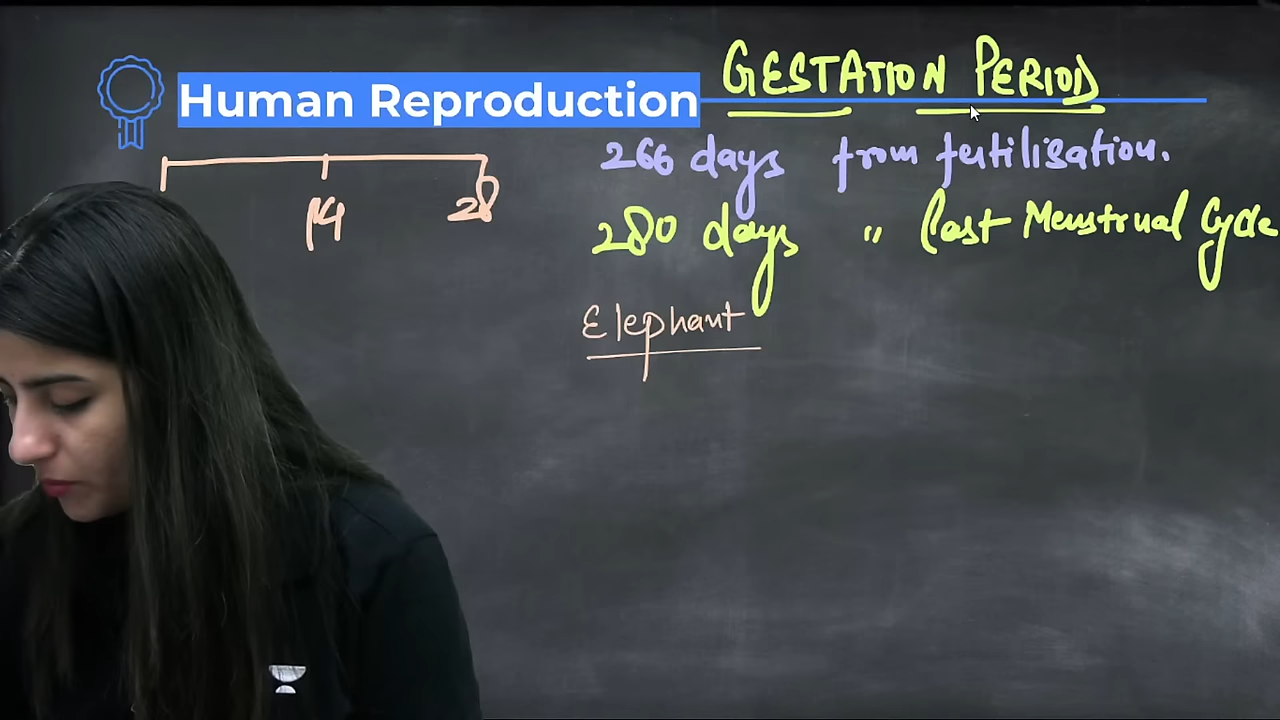 GESTATION PERIOD
Human Reproduction
266 days from fertilisation.
14 28
280 days " Last Menstrual Cycle
Elephant